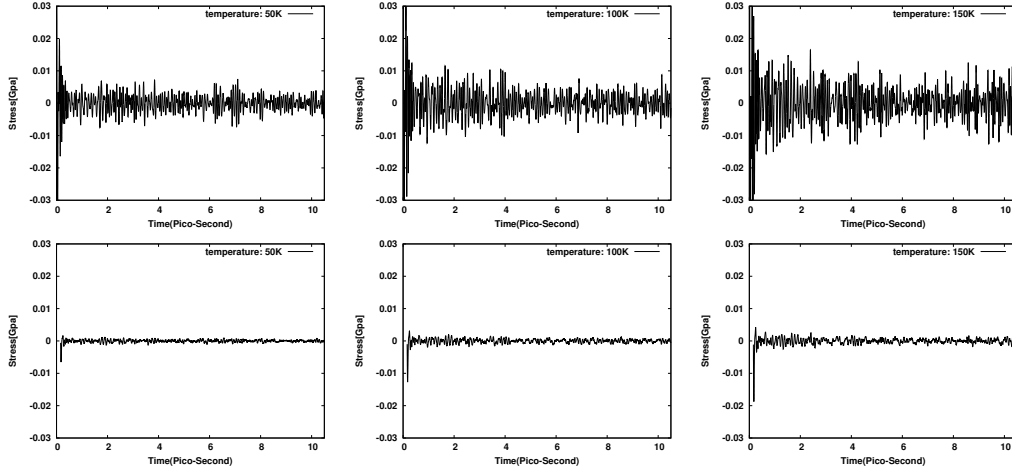 temperature: 50K
Stress[Gpa]
0.03
0.02
0.01
0
-0.01
-0.02
-0.03
0 2 4 6 8 10
Time(Pico-Second)
temperature: 100K
Stress[Gpa]
0.03
0.02
0.01
0
-0.01
-0.02
-0.03
0 2 4 6 8 10
Time(Pico-Second)
temperature: 150K
Stress[Gpa]
0.03
0.02
0.01
0
-0.01
-0.02
-0.03
0 2 4 6 8 10
Time(Pico-Second)
temperature: 50K
Stress[Gpa]
0.03
0.02
0.01
0
-0.01
-0.02
-0.03
0 2 4 6 8 10
Time(Pico-Second)
temperature: 100K
Stress[Gpa]
0.03
0.02
0.01
0
-0.01
-0.02
-0.03
0 2 4 6 8 10
Time(Pico-Second)
temperature: 150K
Stress[Gpa]
0.03
0.02
0.01
0
-0.01
-0.02
-0.03
0 2 4 6 8 10
Time(Pico-Second)